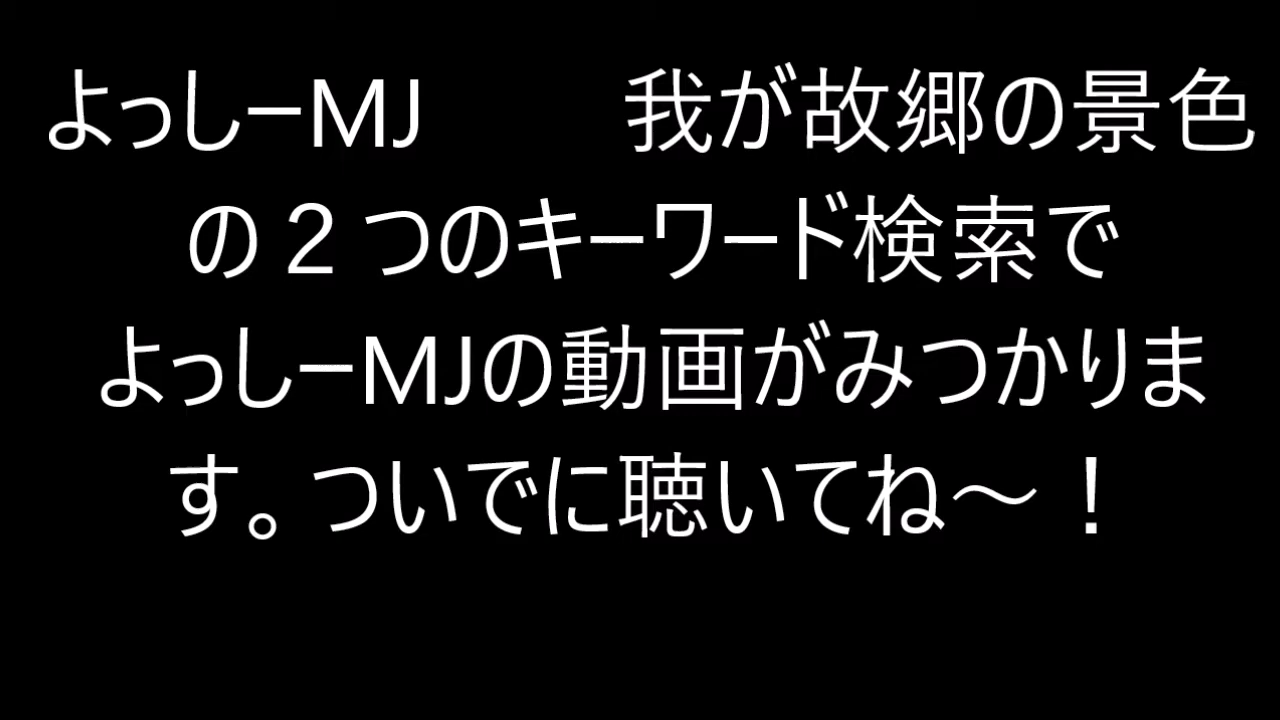 よっしーMJ　　我が故郷の景色
の２つのキーワード検索で
よっしーMJの動画がみつかりま
す。ついでに聴いてね～！